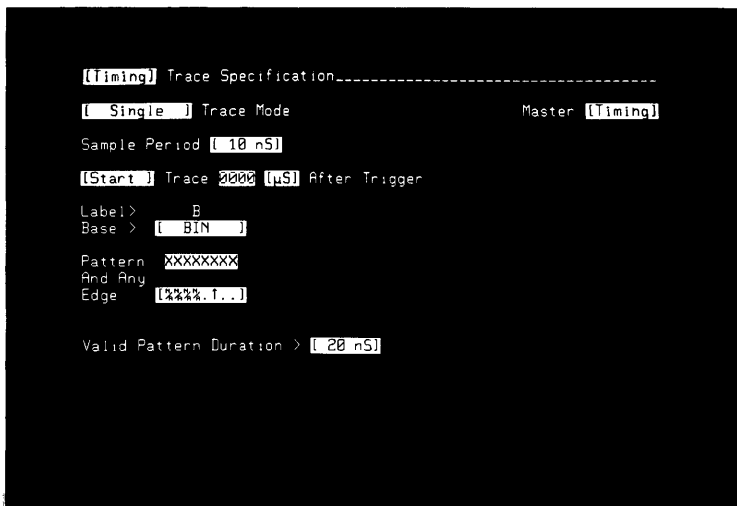 [Timing] Trace Specification
[ Single ] Trace Mode Master [Timing]
Sample Period [ 10 nS]
[Start ] Trace 0000 [µS] After Trigger
Label> B
Base > [ BIN ]
Pattern XXXXXXXX
And Any
Edge .↑..]
Valid Pattern Duration > [ 20 nS]